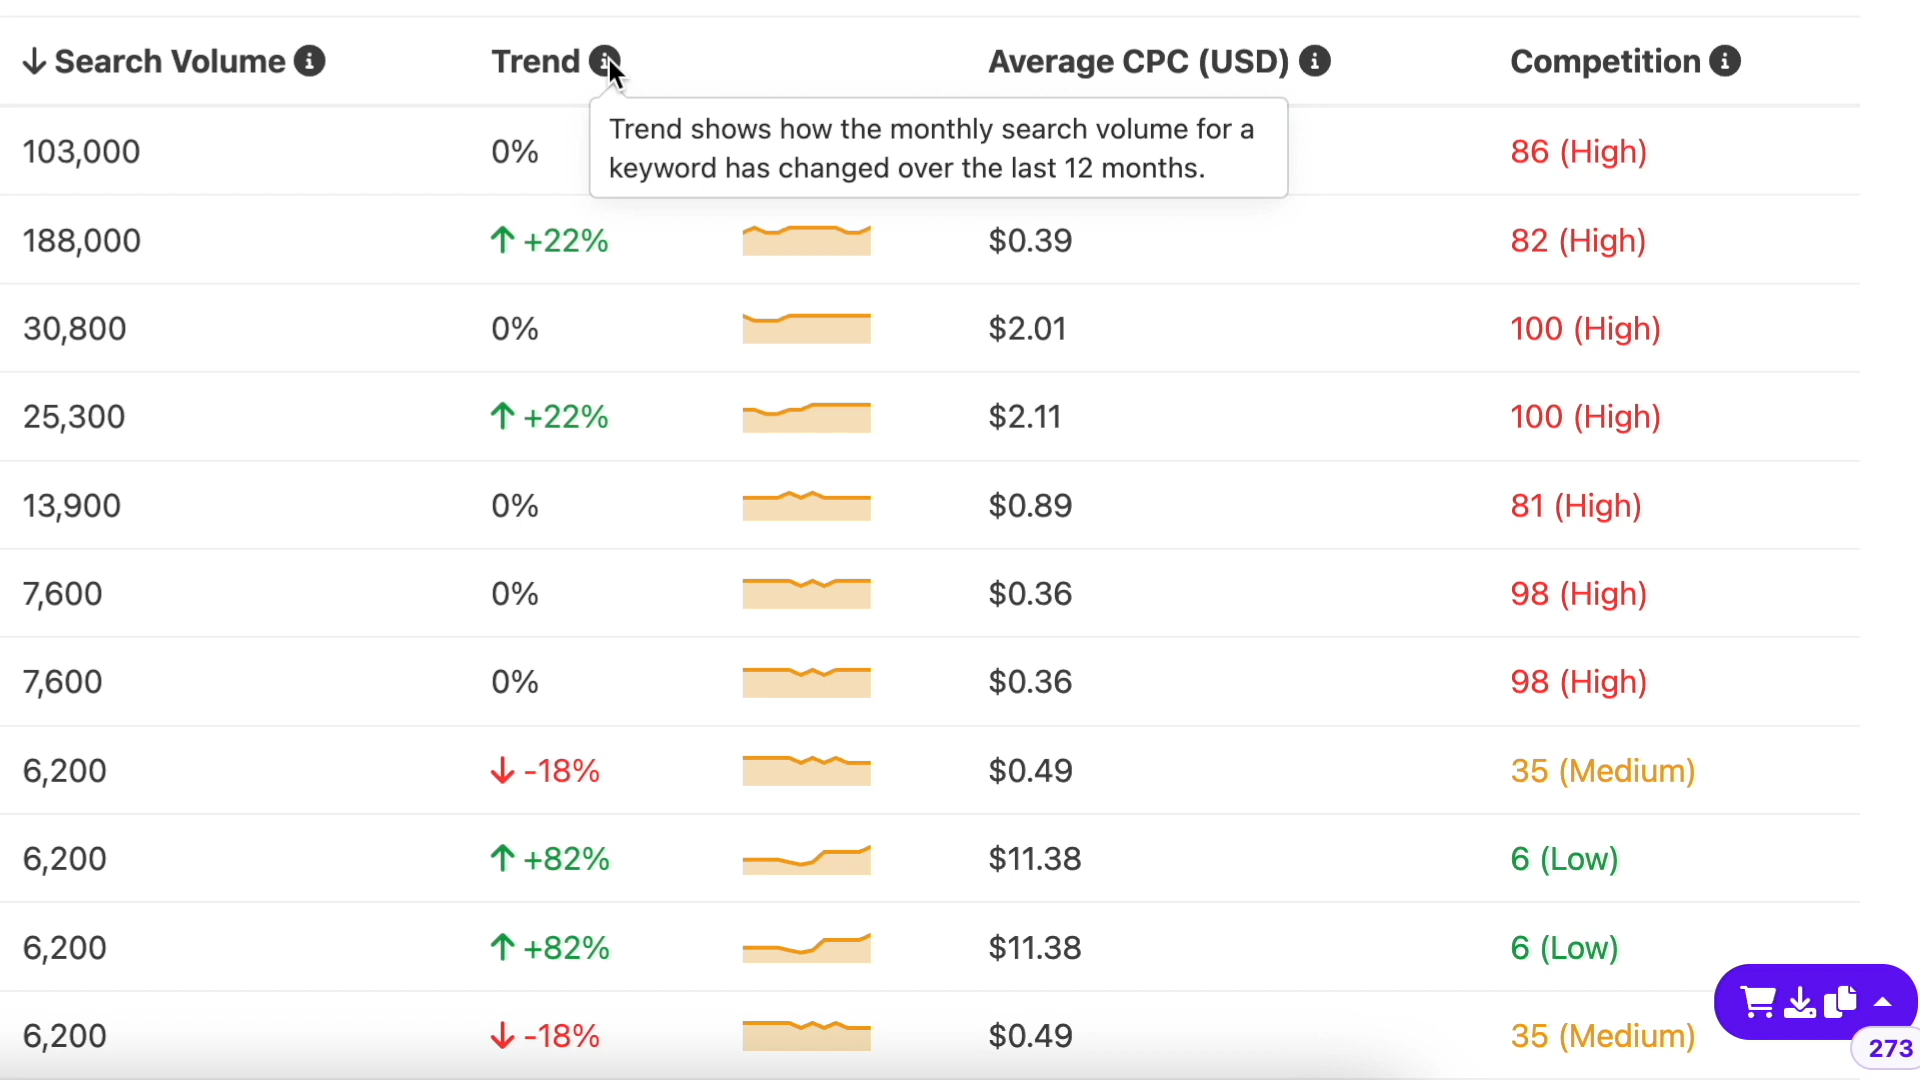 Search Volume Trend Average CPC (USD) Competition
Trend shows how the monthly search volume for a
keyword has changed over the last 12 months.
103,000 0% 86 (High)
188,000 +22% $0.39 82 (High)
30,800 0% $2.01 100 (High)
25,300 +22% $2.11 100 (High)
13,900 0% $0.89 81 (High)
7,600 0% $0.36 98 (High)
7,600 0% $0.36 98 (High)
6,200 -18% $0.49 35 (Medium)
6,200 +82% $11.38 6 (Low)
6,200 +82% $11.38 6 (Low)
6,200 -18% $0.49 35 (Medium)
273